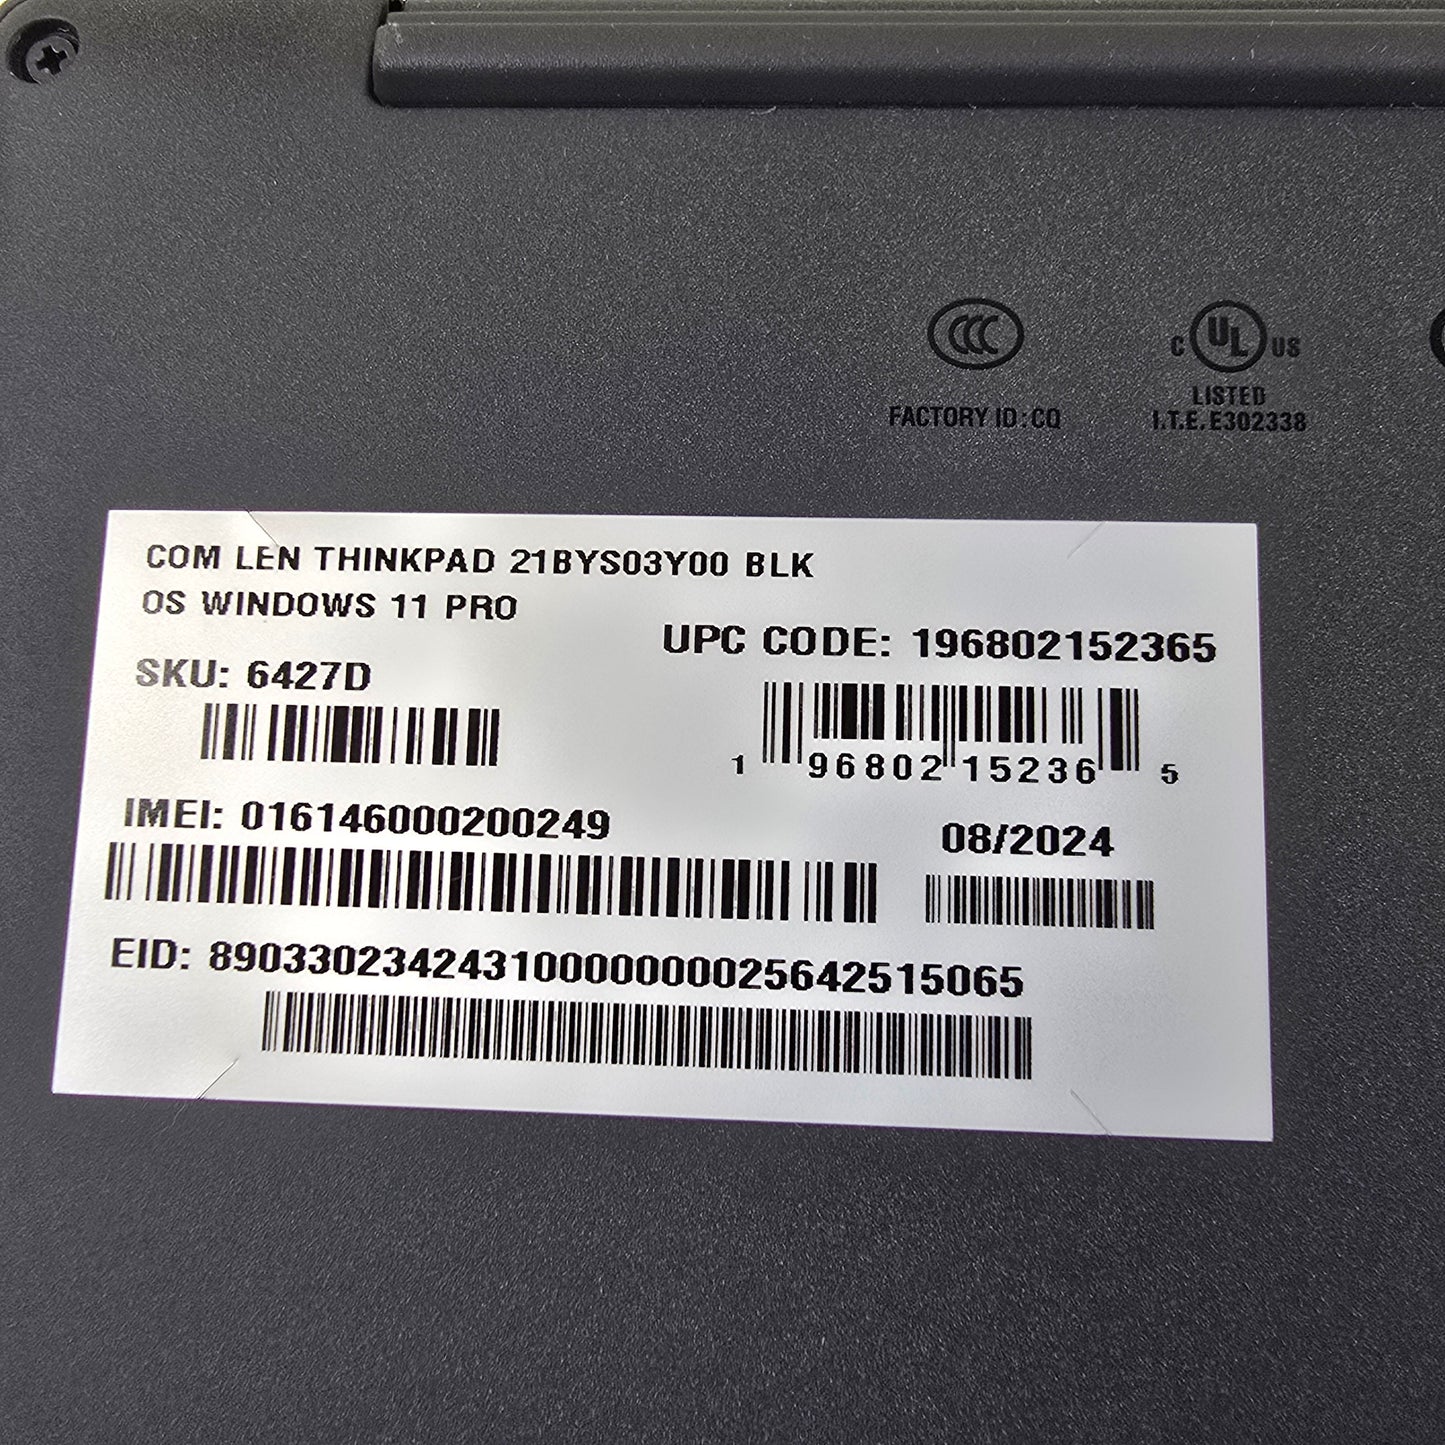 CCC
FACTORY ID:CQ
C UL US
LISTED
I.T.E. E302338
COM LEN THINKPAD 21BYS03Y00 BLK
OS WINDOWS 11 PRO
UPC CODE: 196802152365
SKU: 6427D
1 96802 15236 5
IMEI: 016146000200249
08/2024
EID: 89033023424310000000025642515065